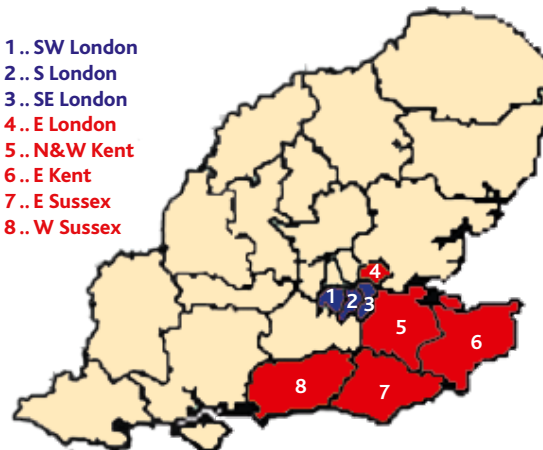 1.. SW London
2.. S London
3.. SE London
4.. E London
5.. N&W Kent
6.. E Kent
7.. E Sussex
8.. W Sussex
4
1 2 3
5
6
8
7